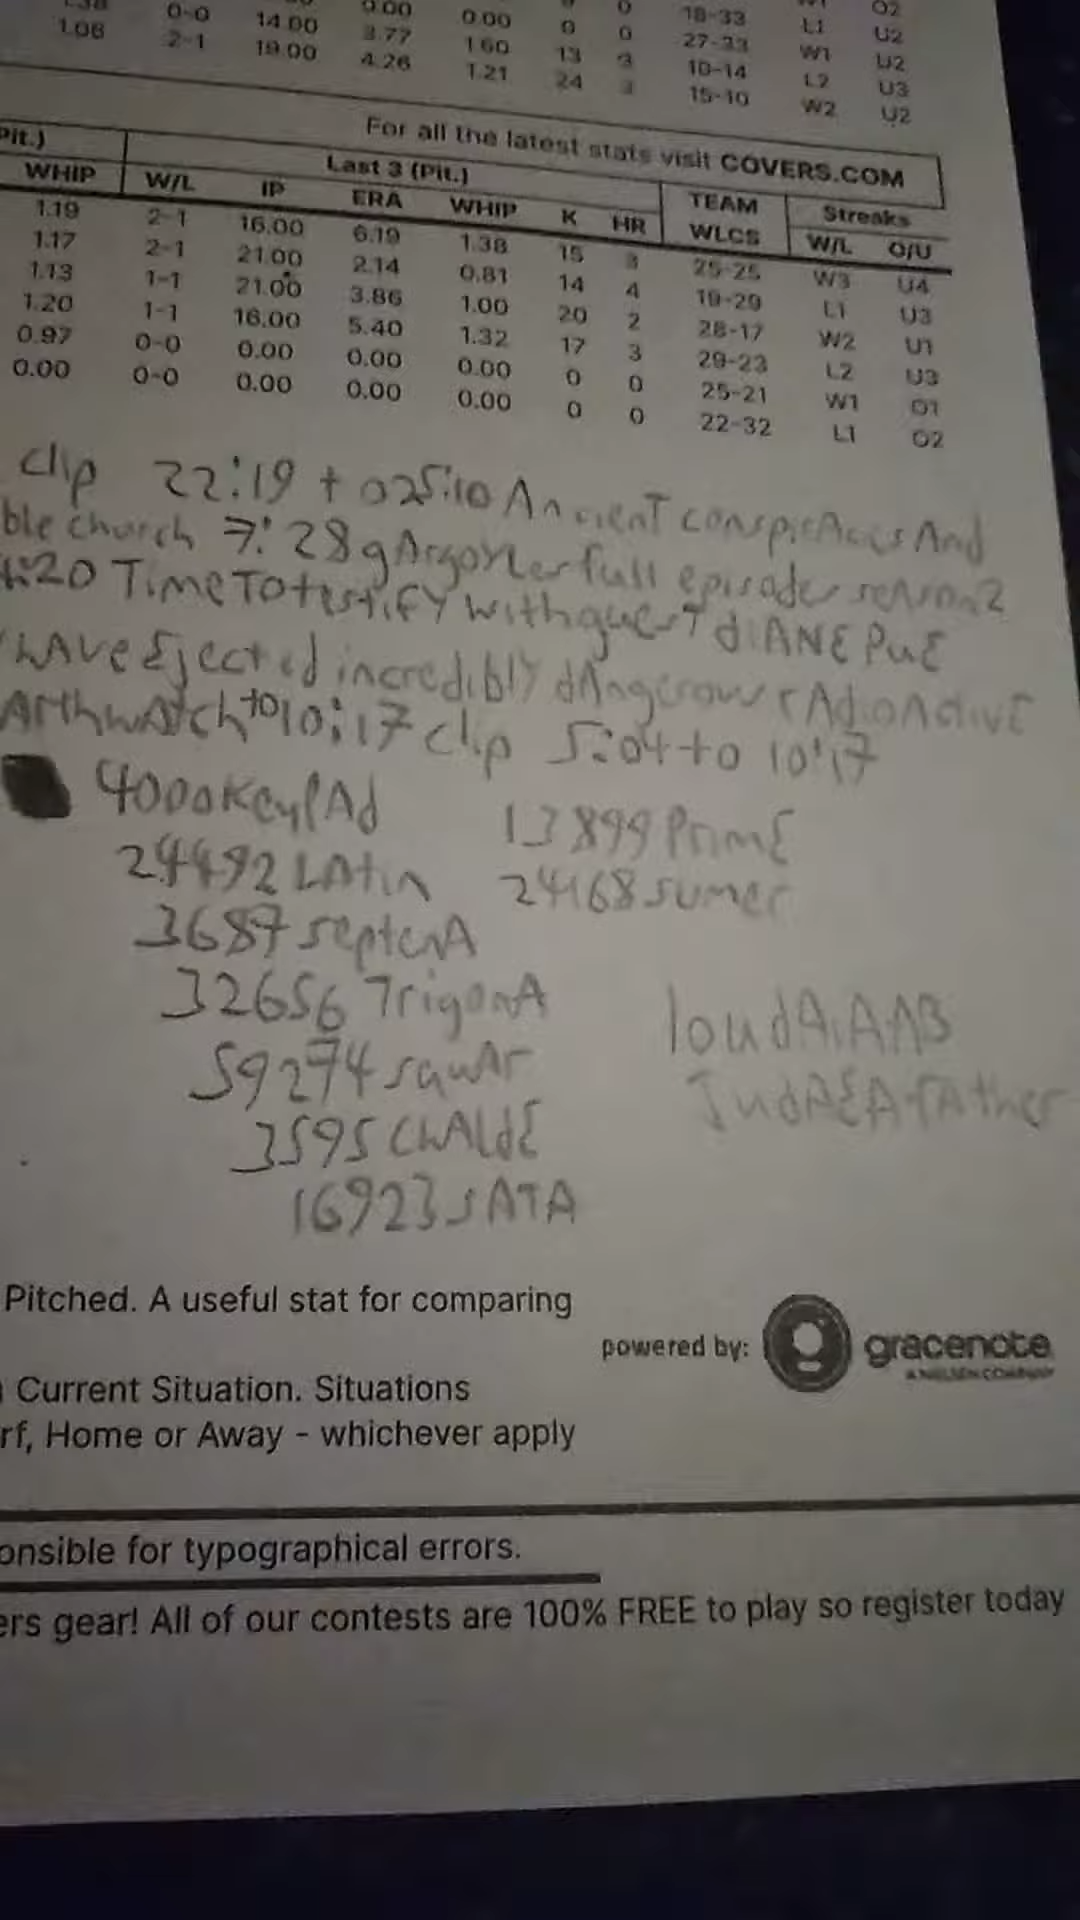 1.06 2-1 19.00 4.26 1.21 24 3 15-10 W2 U2
0-0 14.00 3.77 1.60 13 3 10-14 L2 U3
0.00 0.00 0 0 27-33 W1 U2
18-33 L1 U2
O2
For all the latest stats visit COVERS.COM
Pit.) Last 3 (Pit.) TEAM Streaks
WHIP W/L IP ERA WHIP K HR WLCS W/L O/U
1.19 2-1 16.00 6.19 1.38 15 3 25-25 W3 U4
1.17 2-1 21.00 2.14 0.81 14 4 19-29 L1 U3
1.13 1-1 21.00 3.86 1.00 20 2 28-17 W2 U1
1.20 1-1 16.00 5.40 1.32 17 3 29-23 L2 U3
0.97 0-0 0.00 0.00 0.00 0 0 25-21 W1 O1
0.00 0-0 0.00 0.00 0.00 0 0 22-32 L1 O2
clip 22:19 + 025:10 Ancient conspiracies And
ble church 7:28 gArgoyles full episodes season 2
4:20 Time To testify with guest diANE PuE
hAve Ejected incredibly dAngerous rAdioActivE
Arthwatch to 10:17 clip 5:04 to 10:17
4000 KeyPAd 13899 PrimE
24492 LAtin 24168 sumer
3687 septenA
32656 TrigonA
59274 squAr loudAiAAB
3595 ChAldE JudAEA fAther
16923 SATA
Pitched. A useful stat for comparing
powered by: gracenote
A NIELSEN COMPANY
Current Situation. Situations
rf, Home or Away - whichever apply
onsible for typographical errors.
ers gear! All of our contests are 100% FREE to play so register today